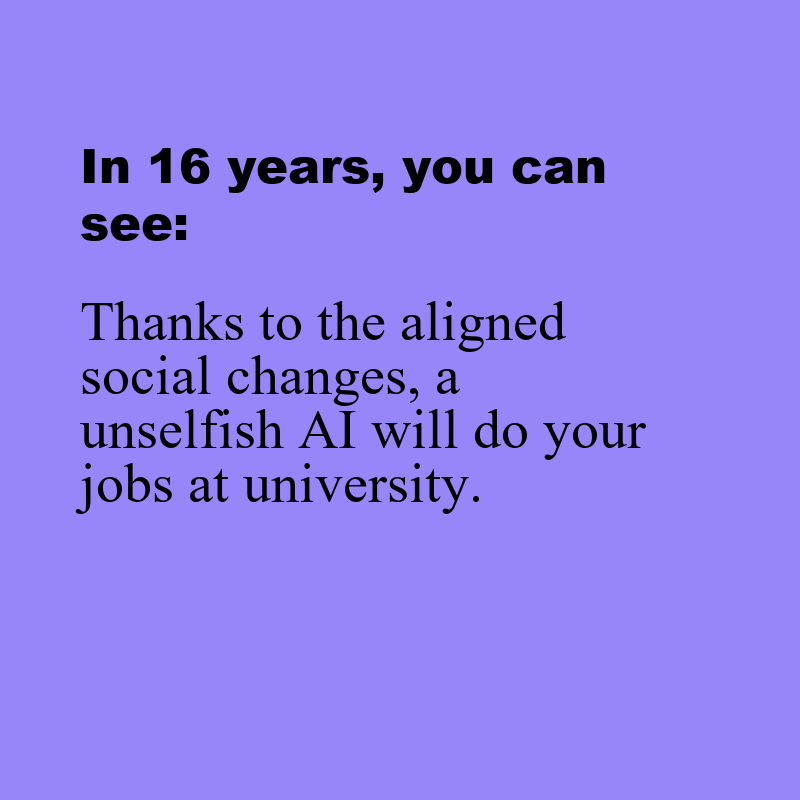 In 16 years, you can
see:
Thanks to the aligned
social changes, a
unselfish AI will do your
jobs at university.